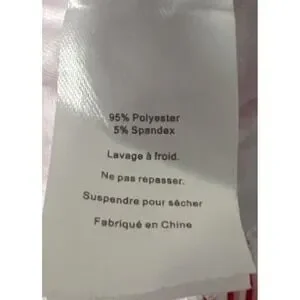 95% Polyester
5% Spandex
Lavage à froid.
Ne pas repasser.
Suspendre pour sécher
Fabriqué en Chine